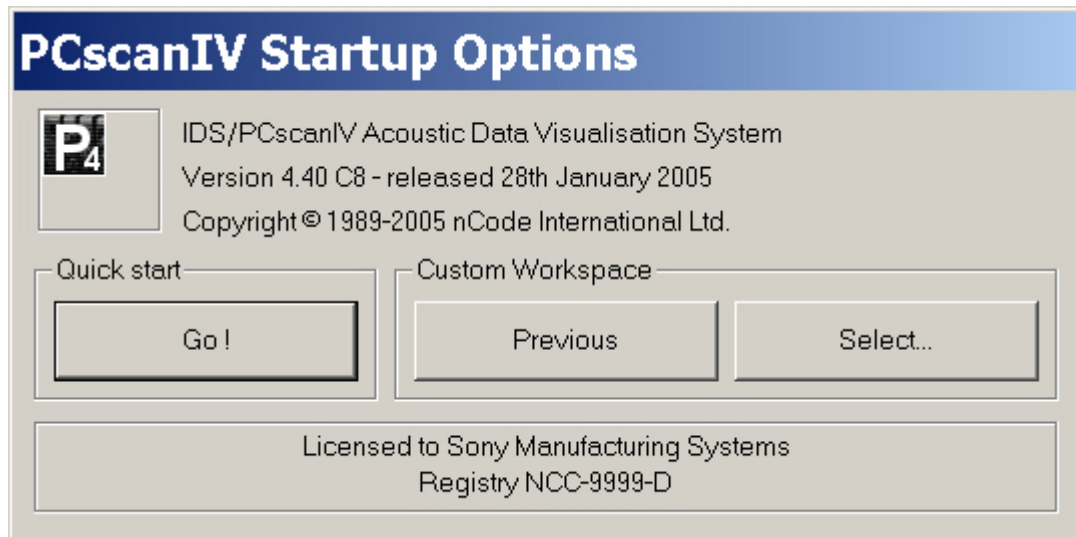 PCscanIV Startup Options
P4
IDS/PCscanIV Acoustic Data Visualisation System
Version 4.40 C8 - released 28th January 2005
Copyright © 1989-2005 nCode International Ltd.
Quick start
Custom Workspace
Go !
Previous
Select...
Licensed to Sony Manufacturing Systems
Registry NCC-9999-D